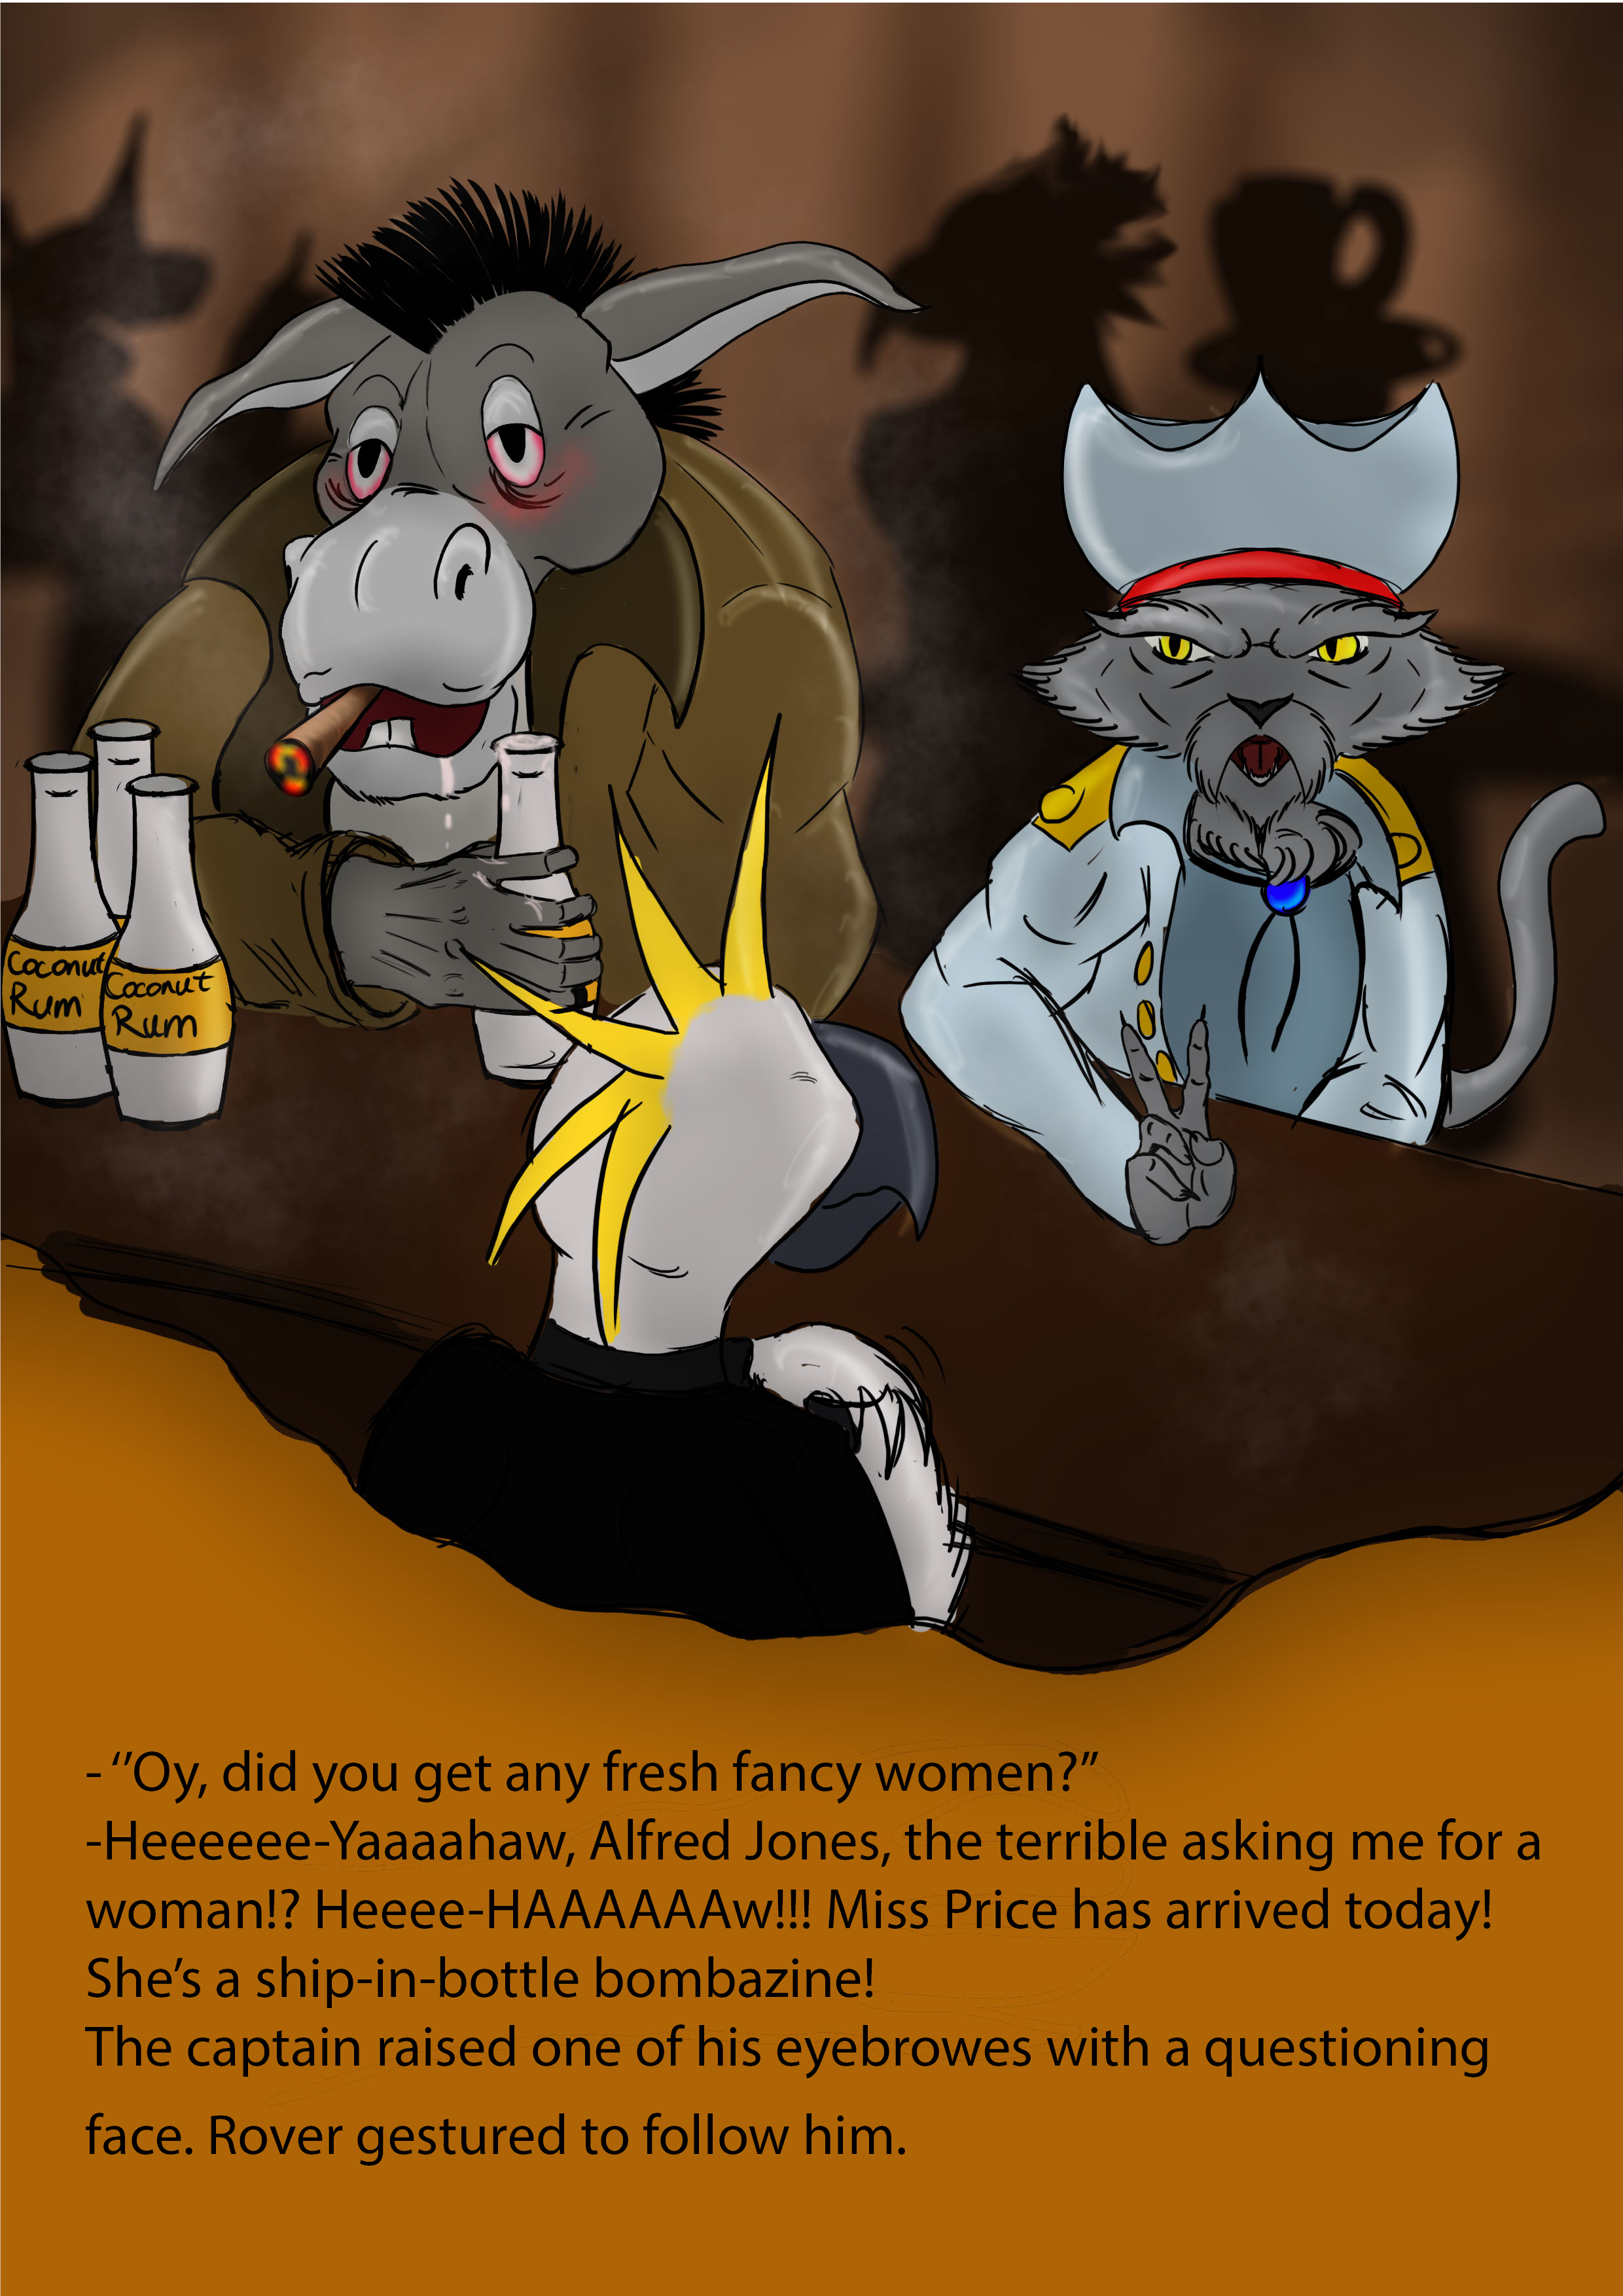 Coconut
Rum
Coconut
Rum
- ‘’Oy, did you get any fresh fancy women?”
-Heeeeee-Yaaaahaw, Alfred Jones, the terrible asking me for a
woman!? Heeee-HAAAAAAw!!! Miss Price has arrived today!
She’s a ship-in-bottle bombazine!
The captain raised one of his eyebrowes with a questioning
face. Rover gestured to follow him.